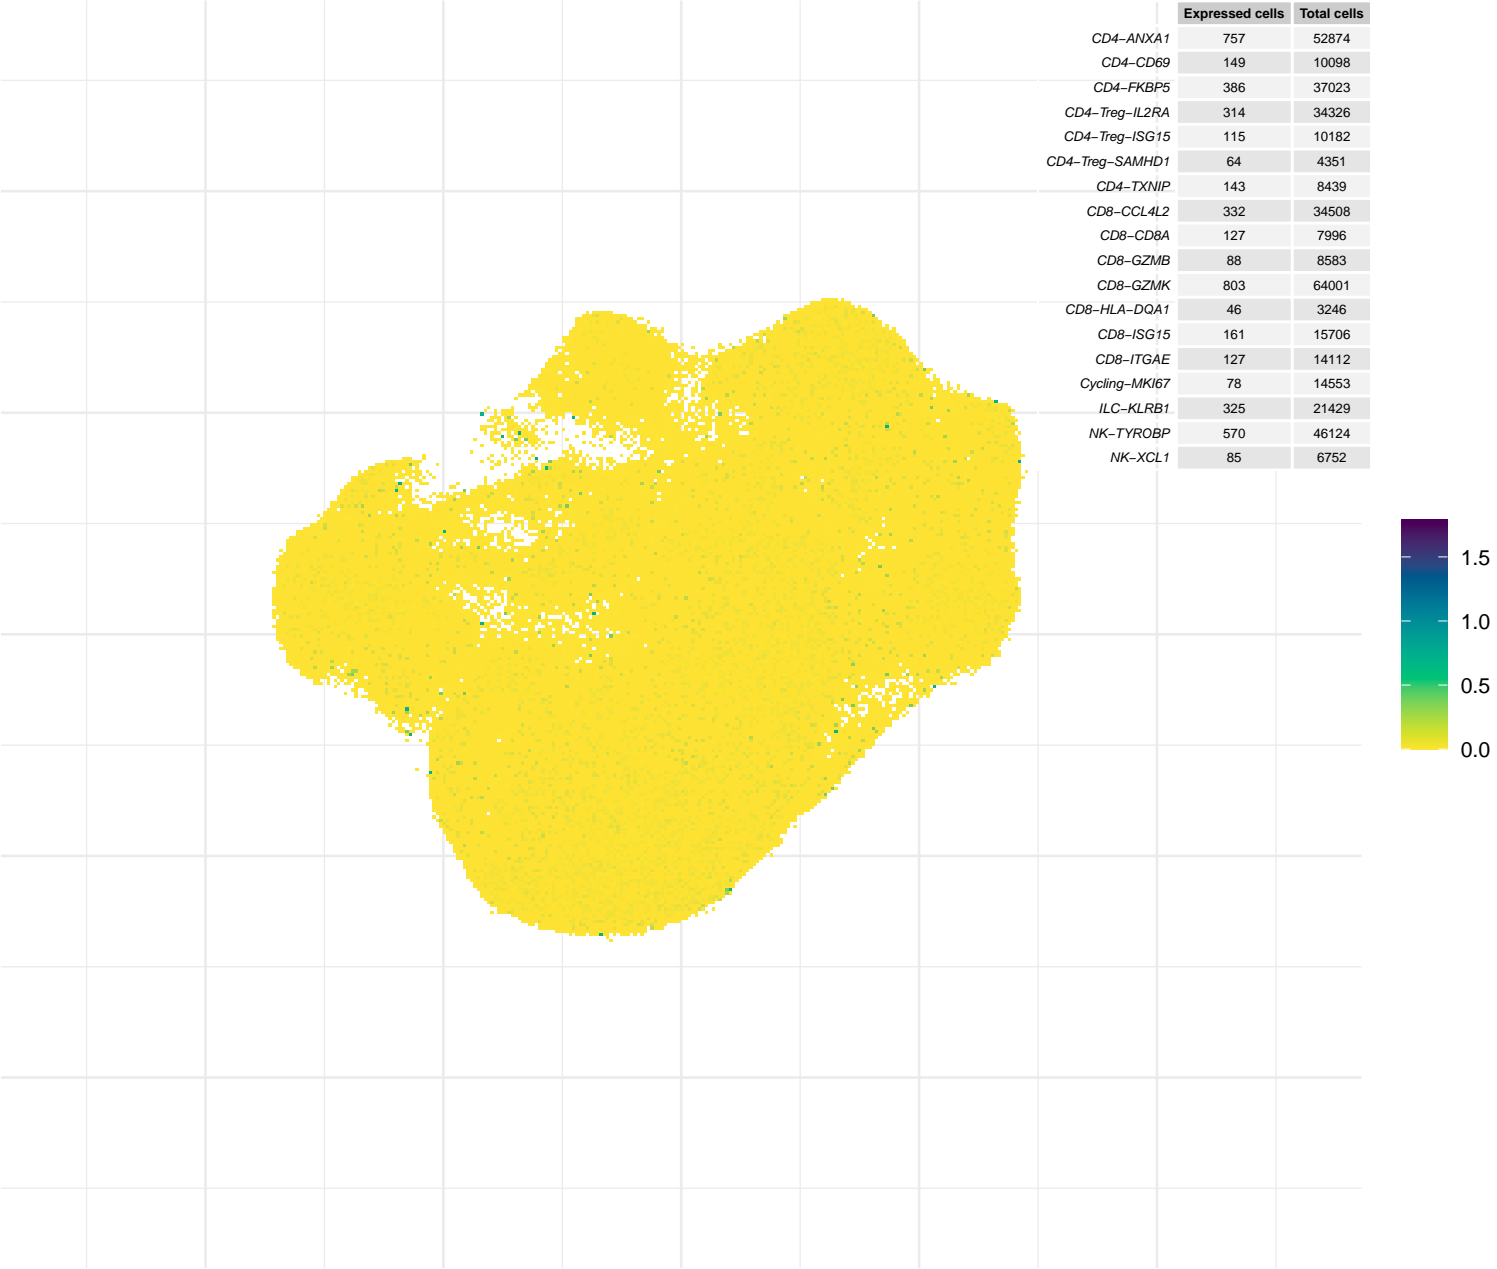 Expressed cells Total cells
CD4−ANXA1 757 52874
CD4−CD69 149 10098
CD4−FKBP5 386 37023
CD4−Treg−IL2RA 314 34326
CD4−Treg−ISG15 115 10182
CD4−Treg−SAMHD1 64 4351
CD4−TXNIP 143 8439
CD8−CCL4L2 332 34508
CD8−CD8A 127 7996
CD8−GZMB 88 8583
CD8−GZMK 803 64001
CD8−HLA−DQA1 46 3246
CD8−ISG15 161 15706
CD8−ITGAE 127 14112
Cycling−MKI67 78 14553
ILC−KLRB1 325 21429
NK−TYROBP 570 46124
NK−XCL1 85 6752
1.5
1.0
0.5
0.0